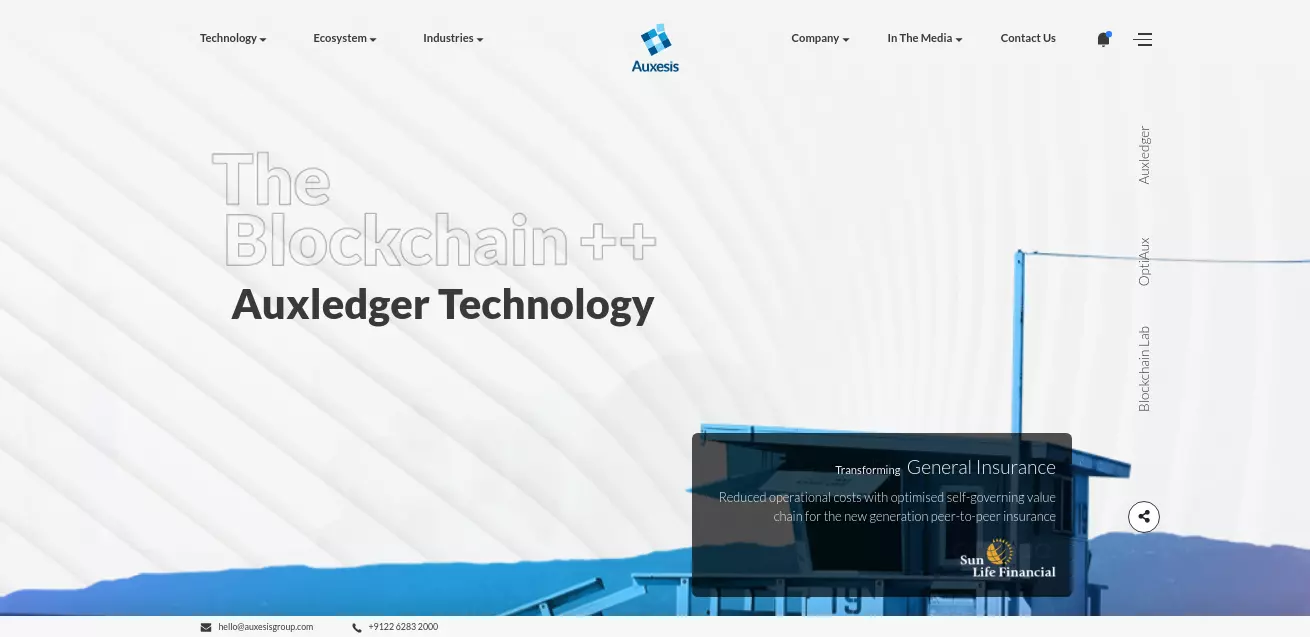 Technology
Ecosystem
Industries
Auxesis
Company
In The Media
Contact Us
The
Blockchain ++
Auxledger Technology
Auxledger
OptiAux
Blockchain Lab
Transforming General Insurance
Reduced operational costs with optimised self-governing value
chain for the new generation peer-to-peer insurance
Sun
Life Financial
19
hello@auxesisgroup.com
+9122 6283 2000